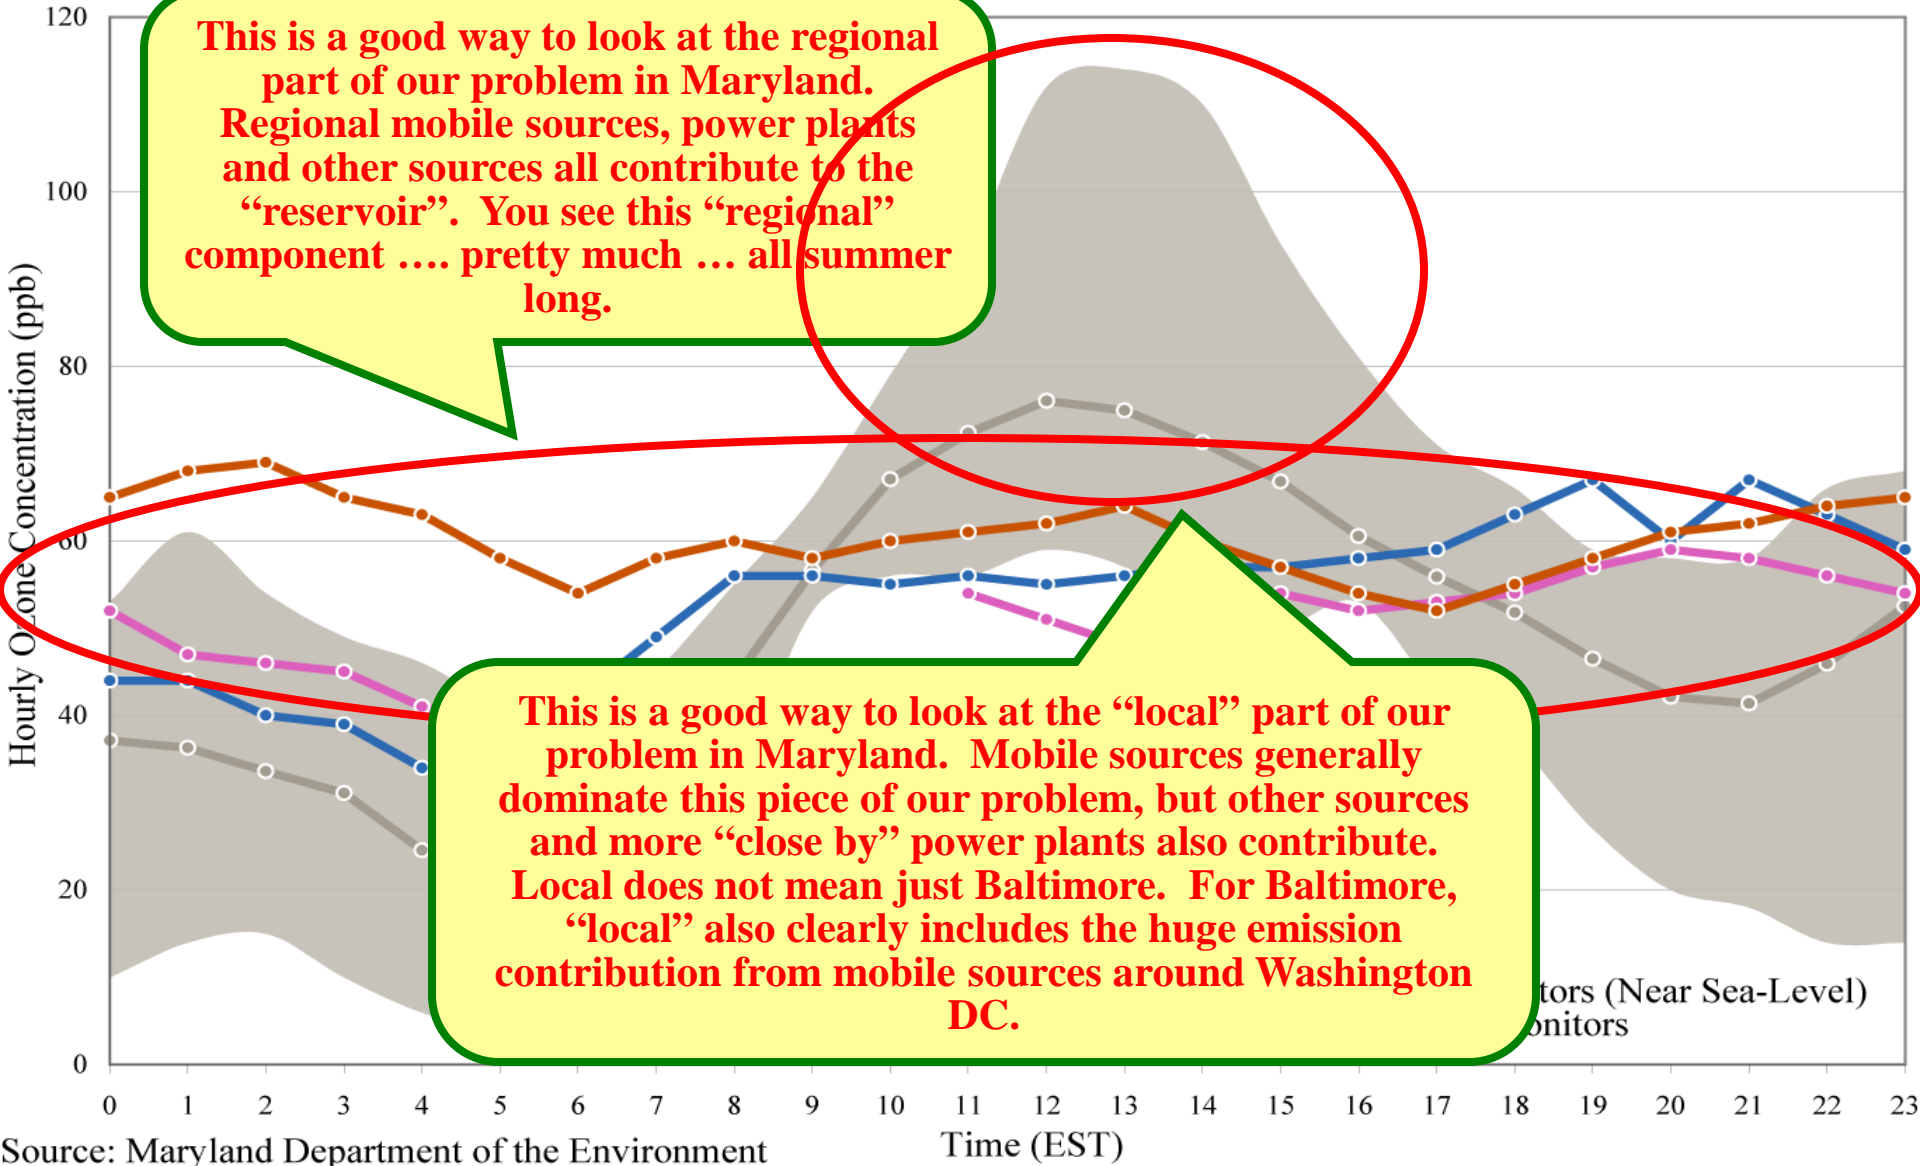 120
This is a good way to look at the regional
part of our problem in Maryland.
Regional mobile sources, power plants
and other sources all contribute to the
“reservoir”.  You see this “regional”
component …. pretty much … all summer
long.
100
80
60
40
20
0
Hourly Ozone Concentration (ppb)
This is a good way to look at the “local” part of our
problem in Maryland.  Mobile sources generally
dominate this piece of our problem, but other sources
and more “close by” power plants also contribute.
Local does not mean just Baltimore.  For Baltimore,
“local” also clearly includes the huge emission
contribution from mobile sources around Washington
DC.
(Near Sea-Level)
0 1 2 3 4 5 6 7 8 9 10 11 12 13 14 15 16 17 18 19 20 21 22 23
Time (EST)
Source: Maryland Department of the Environment